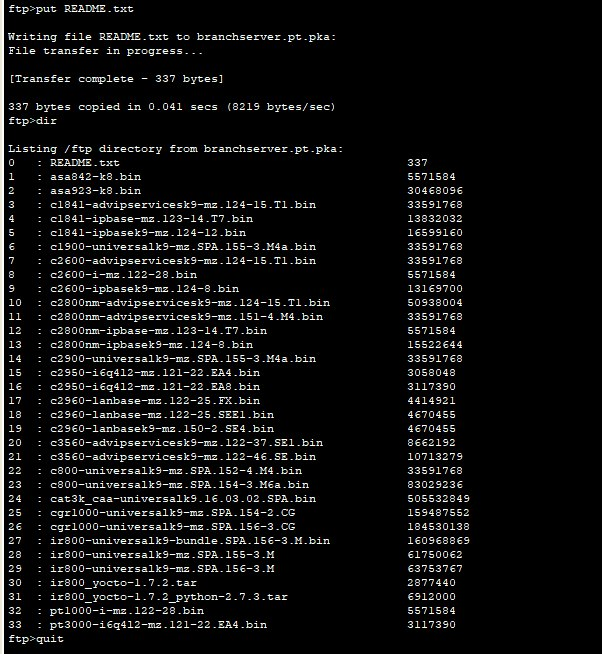 ftp>put README.txt
Writing file README.txt to branchserver.pt.pka:
File transfer in progress...
[Transfer complete - 337 bytes]
337 bytes copied in 0.041 secs (8219 bytes/sec)
ftp>dir
Listing /ftp directory from branchserver.pt.pka:
0 : README.txt 337
1 : asa842-k8.bin 5571584
2 : asa923-k8.bin 30468096
3 : c1841-advipservicesk9-mz.124-15.T1.bin 33591768
4 : c1841-ipbase-mz.123-14.T7.bin 13832032
5 : c1841-ipbasek9-mz.124-12.bin 16599160
6 : c1900-universalk9-mz.SPA.155-3.M4a.bin 33591768
7 : c2600-advipservicesk9-mz.124-15.T1.bin 33591768
8 : c2600-i-mz.122-28.bin 5571584
9 : c2600-ipbasek9-mz.124-8.bin 13169700
10 : c2800nm-advipservicesk9-mz.124-15.T1.bin 50938004
11 : c2800nm-advipservicesk9-mz.151-4.M4.bin 33591768
12 : c2800nm-ipbase-mz.123-14.T7.bin 5571584
13 : c2800nm-ipbasek9-mz.124-8.bin 15522644
14 : c2900-universalk9-mz.SPA.155-3.M4a.bin 33591768
15 : c2950-i6q4l2-mz.121-22.EA4.bin 3058048
16 : c2950-i6q4l2-mz.121-22.EA8.bin 3117390
17 : c2960-lanbase-mz.122-25.FX.bin 4414921
18 : c2960-lanbase-mz.122-25.SEE1.bin 4670455
19 : c2960-lanbasek9-mz.150-2.SE4.bin 4670455
20 : c3560-advipservicesk9-mz.122-37.SE1.bin 8662192
21 : c3560-advipservicesk9-mz.122-46.SE.bin 10713279
22 : c800-universalk9-mz.SPA.152-4.M4.bin 33591768
23 : c800-universalk9-mz.SPA.154-3.M6a.bin 83029236
24 : cat3k_caa-universalk9.16.03.02.SPA.bin 505532849
25 : cgr1000-universalk9-mz.SPA.154-2.CG 159487552
26 : cgr1000-universalk9-mz.SPA.156-3.CG 184530138
27 : ir800-universalk9-bundle.SPA.156-3.M.bin 160968869
28 : ir800-universalk9-mz.SPA.155-3.M 61750062
29 : ir800-universalk9-mz.SPA.156-3.M 63753767
30 : ir800_yocto-1.7.2.tar 2877440
31 : ir800_yocto-1.7.2_python-2.7.3.tar 6912000
32 : pt1000-i-mz.122-28.bin 5571584
33 : pt3000-i6q4l2-mz.121-22.EA4.bin 3117390
ftp>quit